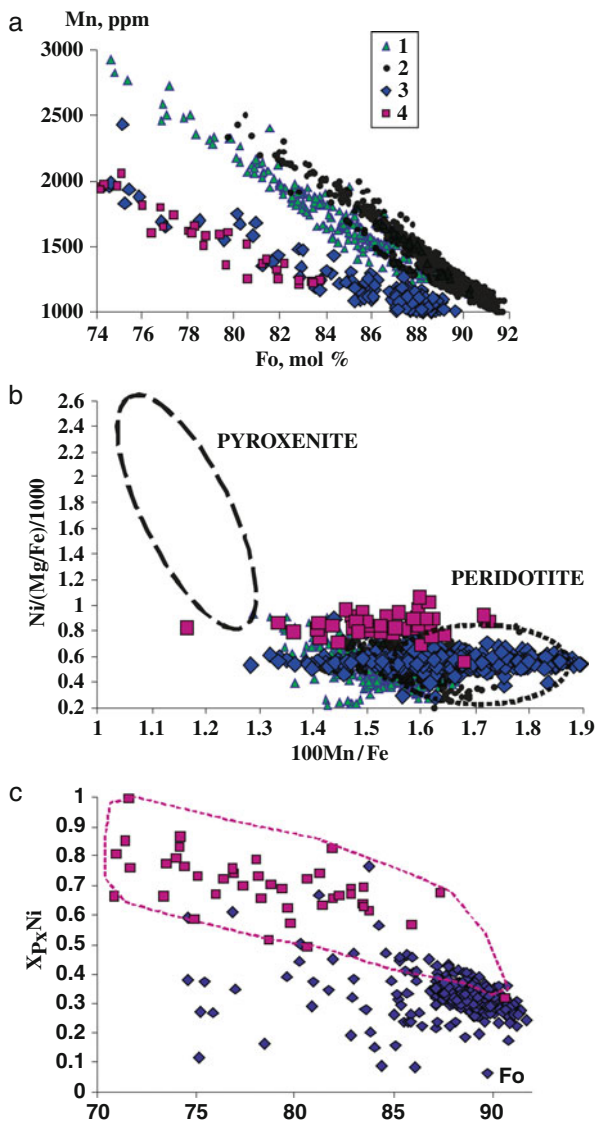 a
Mn, ppm
3000
2500
2000
1500
1000
74 76 78 80 82 84 86 88 90 92
Fo, mol %
1
2
3
4
b
2.6
2.4
2.2
2
1.8
1.6
1.4
1.2
1
0.8
0.6
0.4
0.2
Ni/(Mg/Fe)/1000
PYROXENITE
PERIDOTITE
1 1.1 1.2 1.3 1.4 1.5 1.6 1.7 1.8 1.9
100Mn/Fe
c
1
0.9
0.8
0.7
0.6
0.5
0.4
0.3
0.2
0.1
0
XPxNi
Fo
70 75 80 85 90